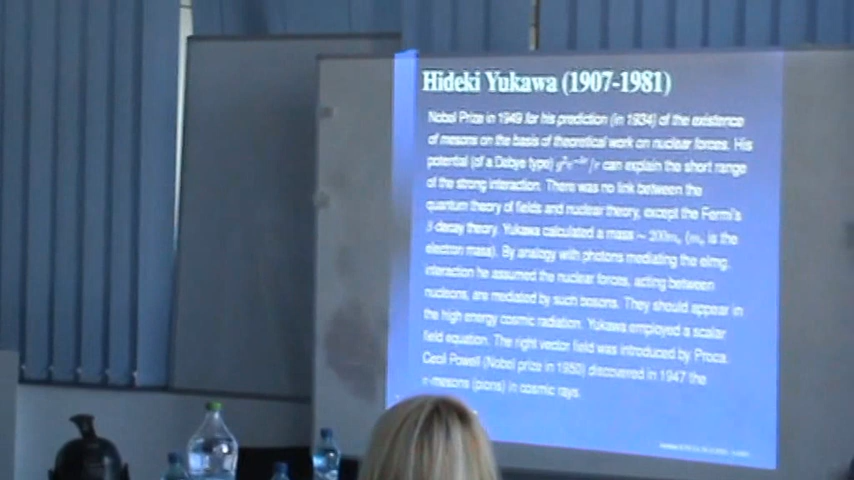 Hideki Yukawa (1907-1981)
Nobel Prize in 1949 for his prediction (in 1934) of the existence
of mesons on the basis of theoretical work on nuclear forces. His
potential (of a Debye type) can explain the short range
of the strong interaction. There was no link between the
quantum theory of fields and nuclear theory, except the Fermi's
β decay theory. Yukawa calculated a mass ~ 200mₑ (mₑ is the
electron mass). By analogy with photons mediating the elmg.
interaction he assumed the nuclear forces, acting between
nucleons, are mediated by such bosons. They should appear in
the high energy cosmic radiation. Yukawa employed a scalar
field equation. The right vector field was introduced by Proca.
Cecil Powell (Nobel prize in 1950) discovered in 1947 the
π-mesons (pions) in cosmic rays.